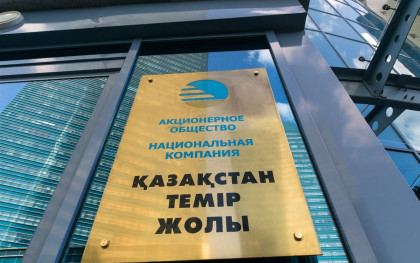 АКЦИОНЕРНОЕ
ОБЩЕСТВО
НАЦИОНАЛЬНАЯ
КОМПАНИЯ
ҚАЗАҚСТАН
ТЕМІР
ЖОЛЫ